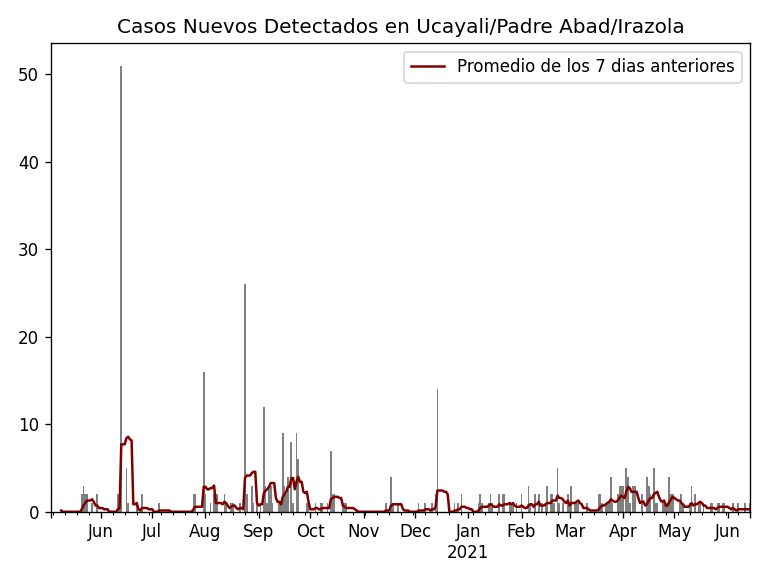 Casos Nuevos Detectados en Ucayali/Padre Abad/Irazola
Promedio de los 7 dias anteriores
50
40
30
20
10
0
Jun Jul Aug Sep Oct Nov Dec Jan Feb Mar Apr May Jun
2021